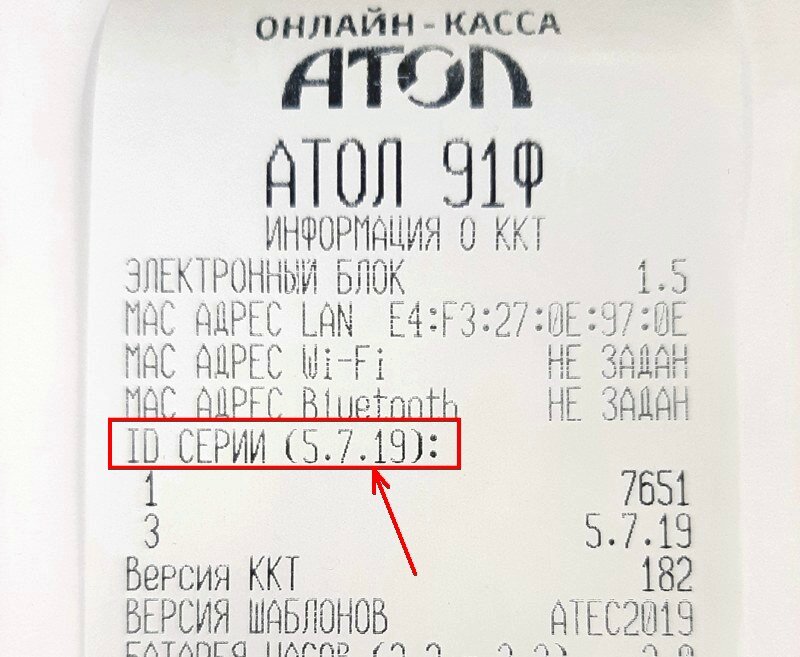 ОНЛАЙН-КАССА
АТОЛ
АТОЛ 91Ф
ИНФОРМАЦИЯ О ККТ
ЭЛЕКТРОННЫЙ БЛОК 1.5
MAC АДРЕС LAN E4:F3:27:0E:97:0E
MAC АДРЕС Wi-Fi НЕ ЗАДАН
MAC АДРЕС Bluetooth НЕ ЗАДАН
ID СЕРИИ (5.7.19):
1 7651
3 5.7.19
Версия ККТ 182
ВЕРСИЯ ШАБЛОНОВ ATEC2019
БАТАРЕЯ ЧАСОВ